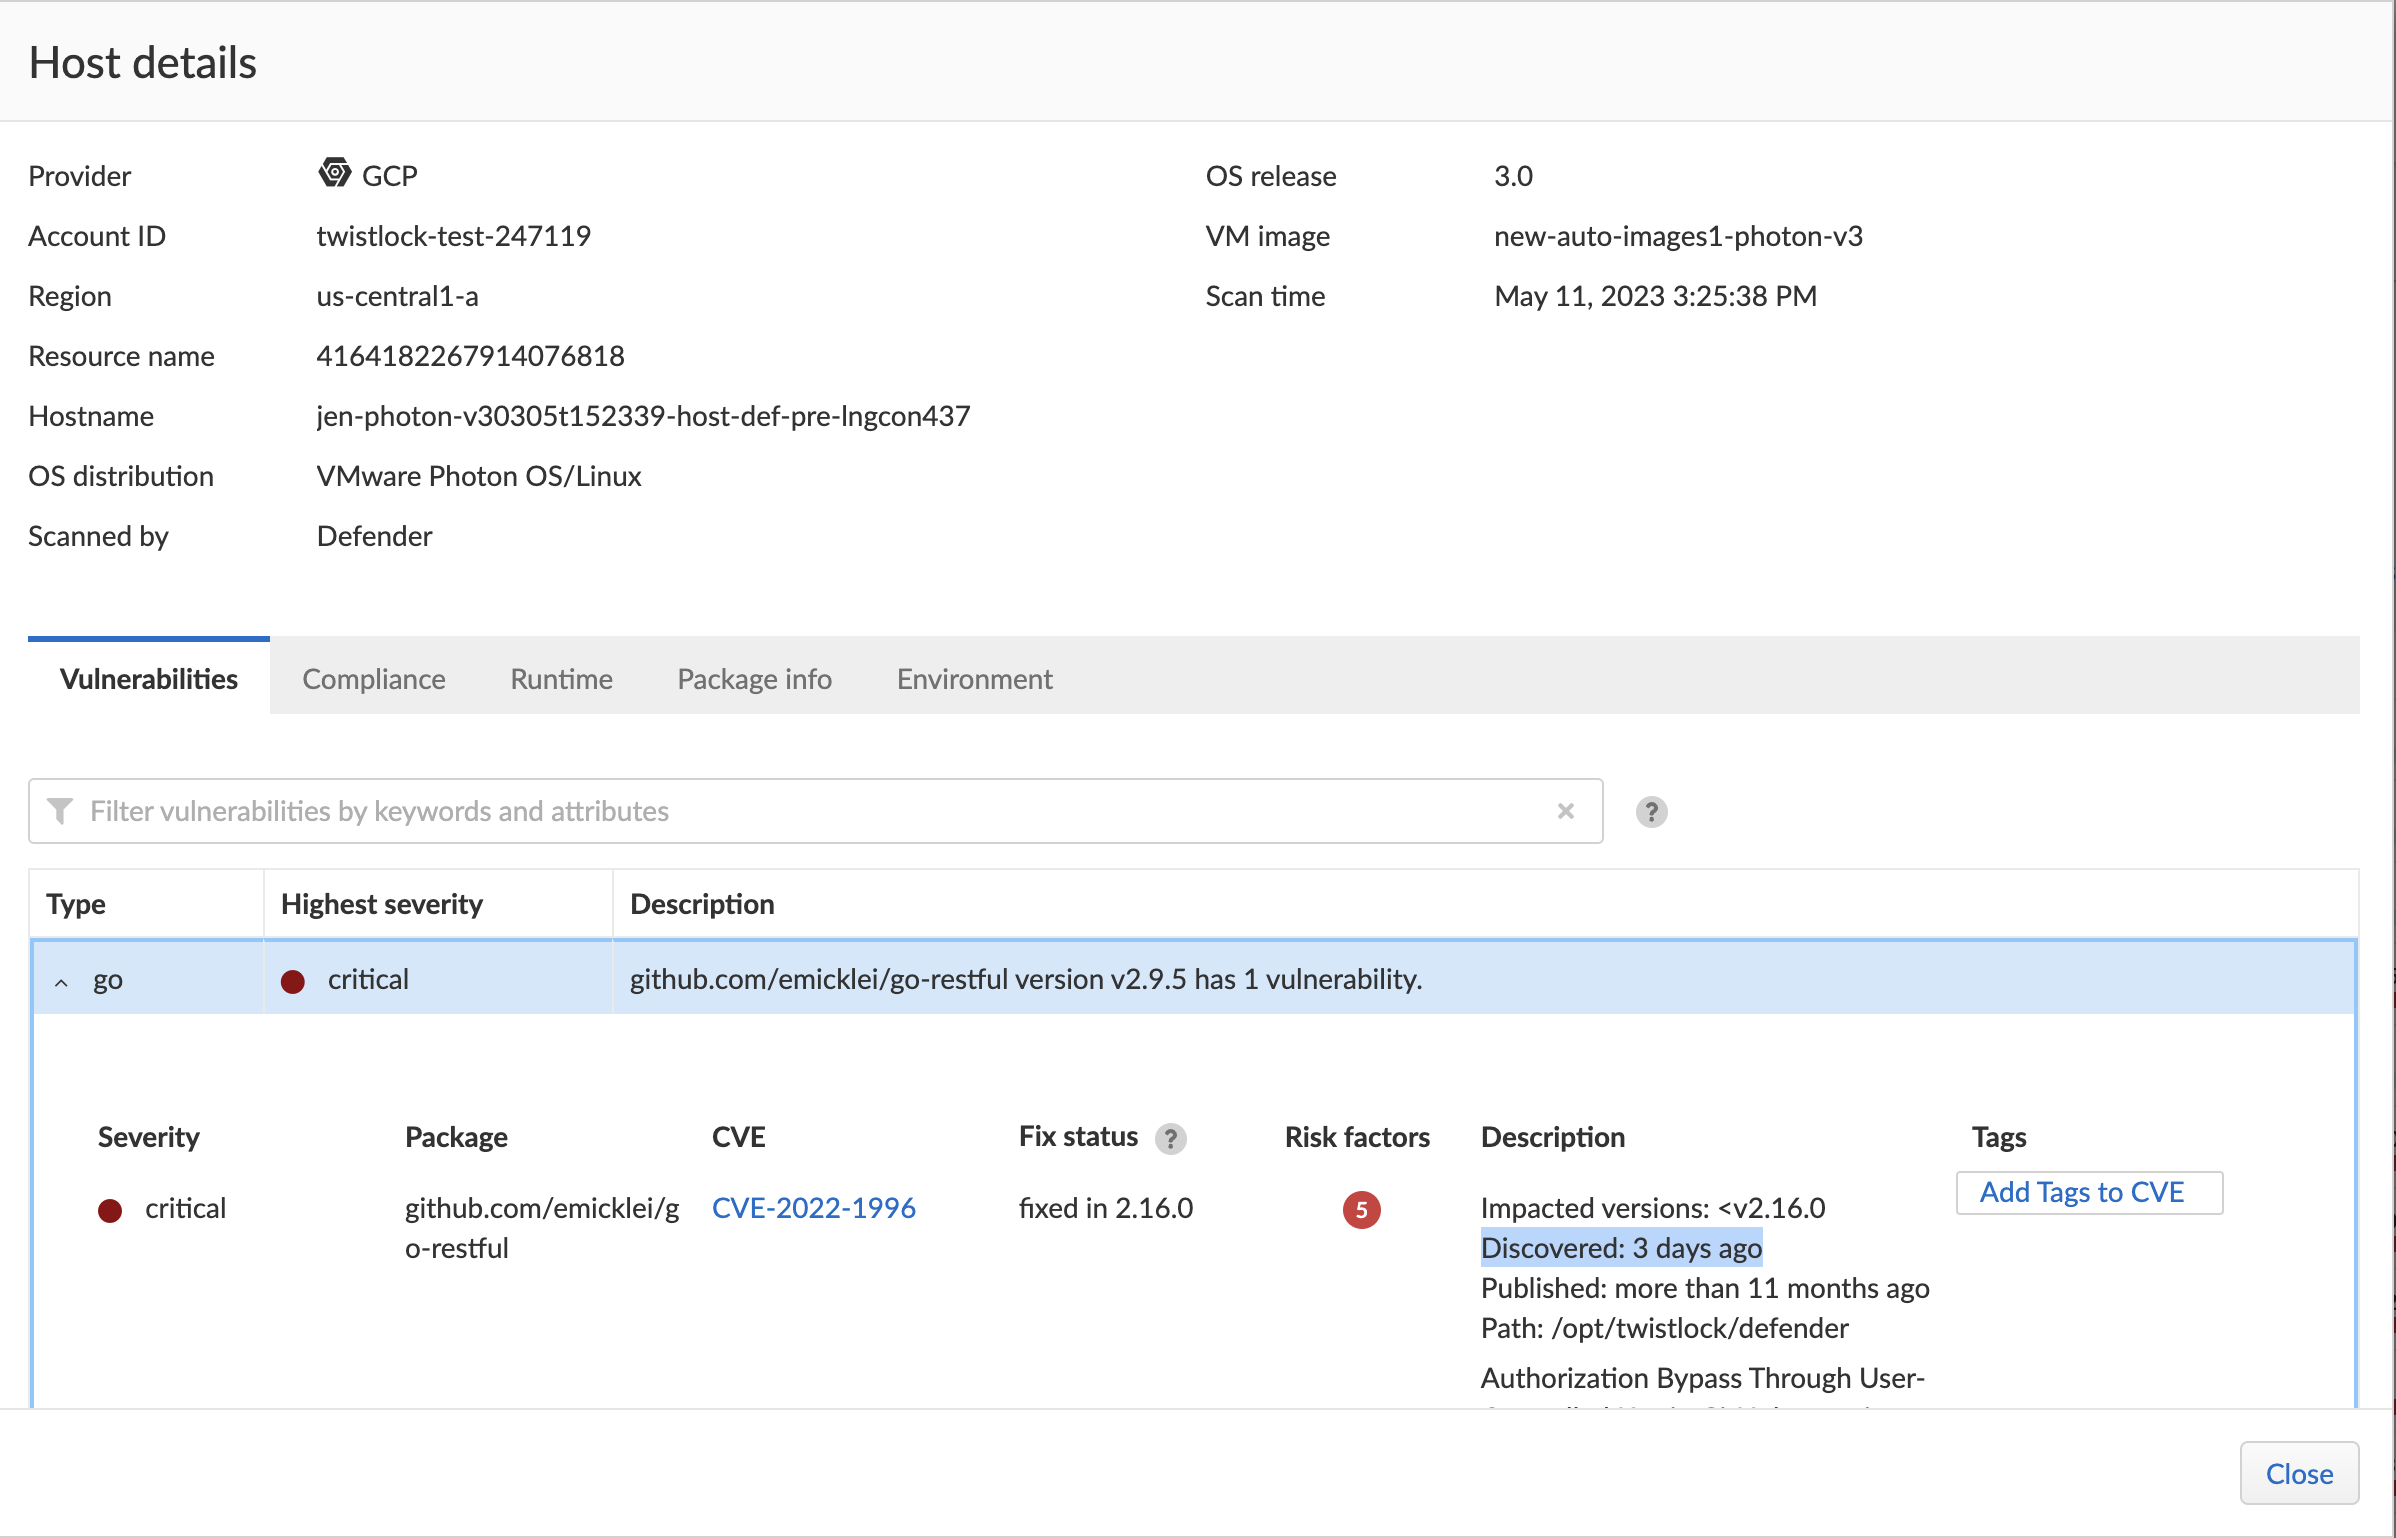 Host details
Provider GCP
Account ID twistlock-test-247119
Region us-central1-a
Resource name 4164182267914076818
Hostname jen-photon-v30305t152339-host-def-pre-lngcon437
OS distribution VMware Photon OS/Linux
Scanned by Defender
OS release 3.0
VM image new-auto-images1-photon-v3
Scan time May 11, 2023 3:25:38 PM
Vulnerabilities Compliance Runtime Package info Environment
Filter vulnerabilities by keywords and attributes
Type Highest severity Description
go critical github.com/emicklei/go-restful version v2.9.5 has 1 vulnerability.
Severity Package CVE Fix status ? Risk factors Description Tags
critical
github.com/emicklei/g
o-restful
CVE-2022-1996
fixed in 2.16.0
5
Impacted versions: <v2.16.0
Discovered: 3 days ago
Published: more than 11 months ago
Path: /opt/twistlock/defender
Authorization Bypass Through User-
Add Tags to CVE
Close